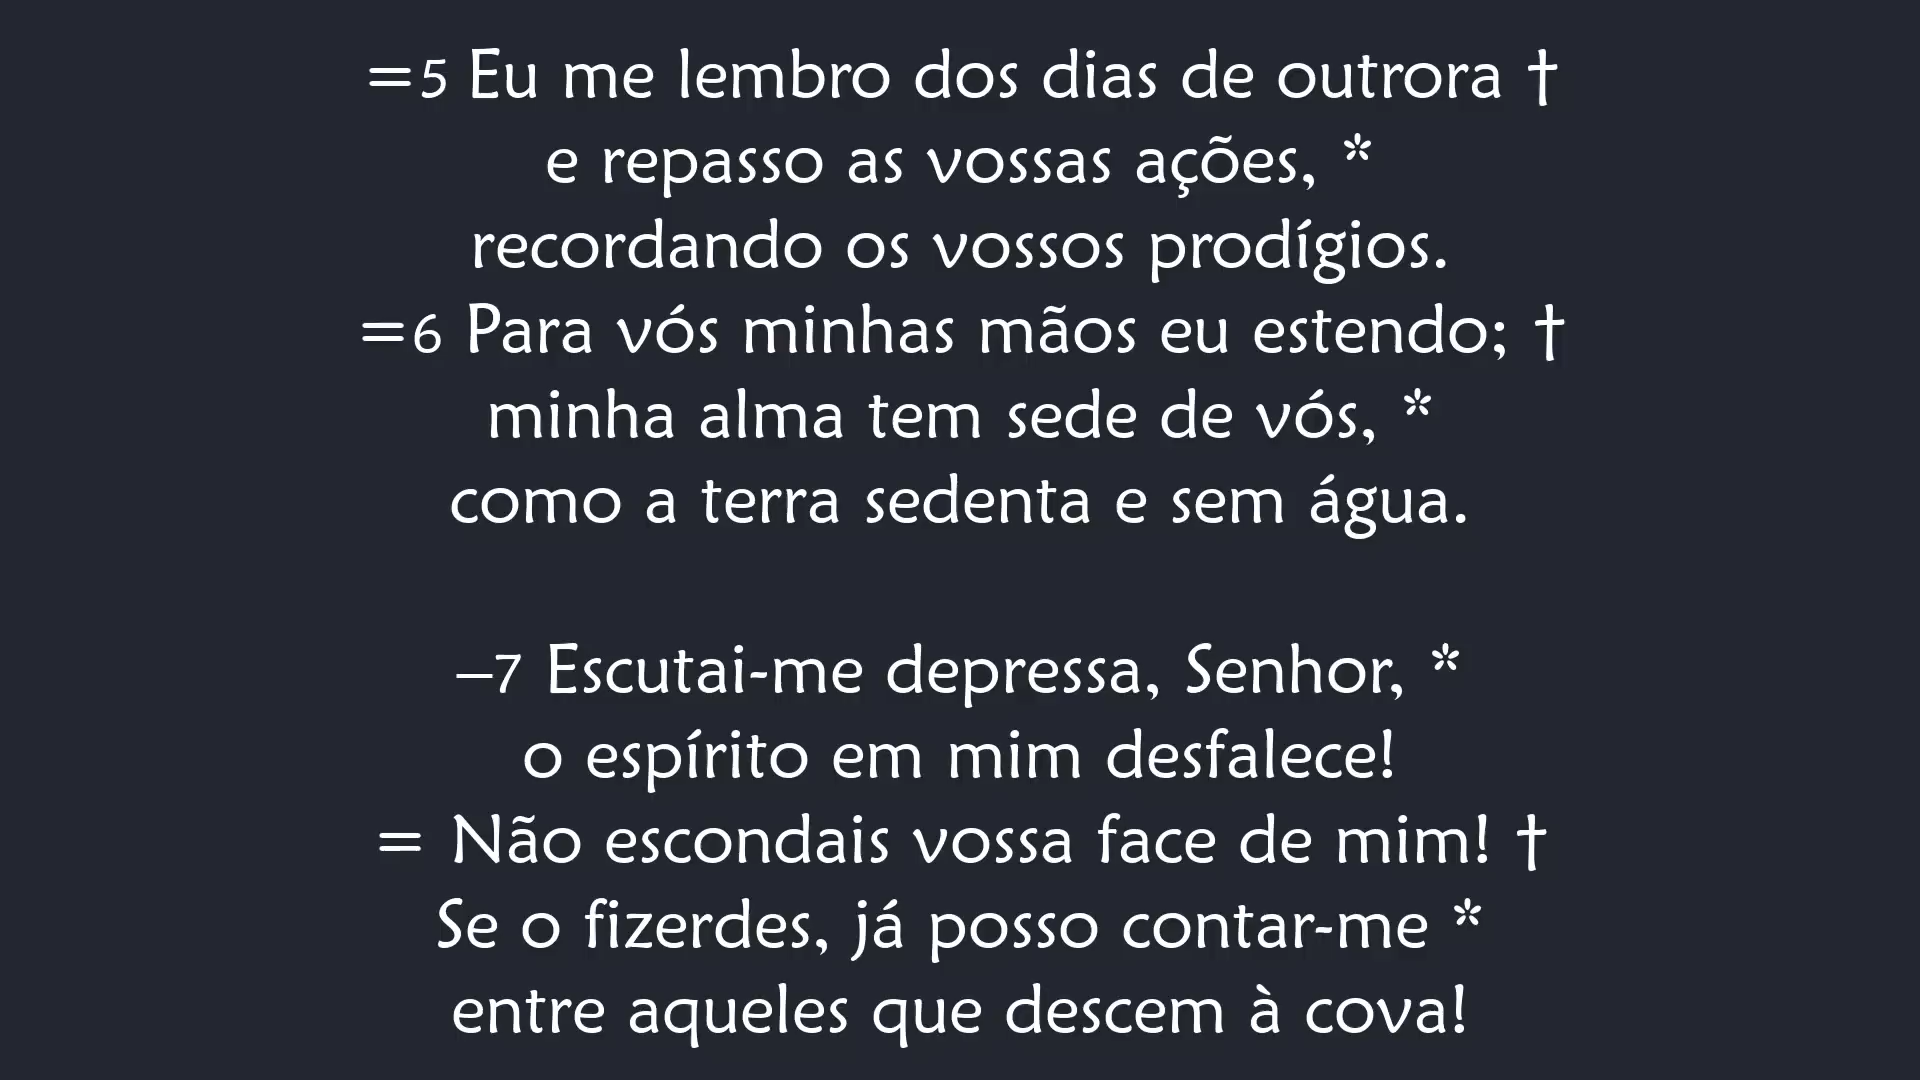 =5 Eu me lembro dos dias de outrora †
e repasso as vossas ações, *
recordando os vossos prodígios.
=6 Para vós minhas mãos eu estendo; †
minha alma tem sede de vós, *
como a terra sedenta e sem água.
–7 Escutai-me depressa, Senhor, *
o espírito em mim desfalece!
= Não escondais vossa face de mim! †
Se o fizerdes, já posso contar-me *
entre aqueles que descem à cova!